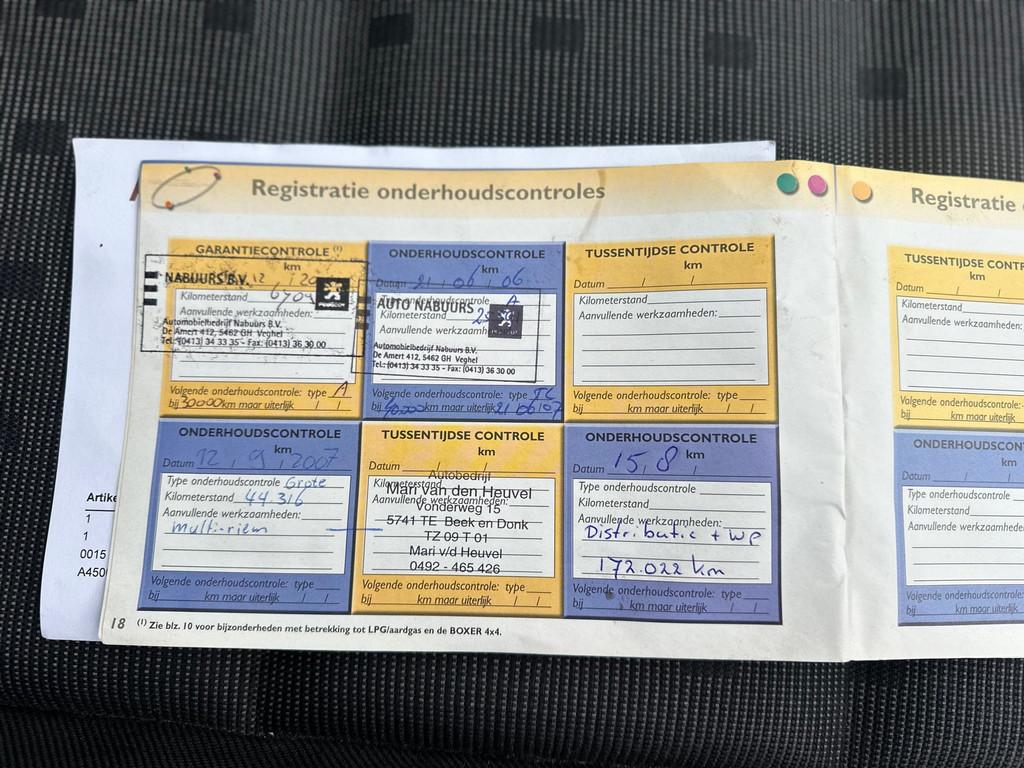 Registratie onderhoudscontroles
GARANTIECONTROLE (1)
km
12
NABUURS B.V.
Kilometerstand
Aanvullende werkzaamheden:
Automobielbedrijf Nabuurs B.V.
De Amert 412, 5462 GH Veghel
Tel.: (0413) 34 33 35 - Fax: (0413) 36 30 00
Volgende onderhoudscontrole: type A
bij 30000 km maar uiterlijk / /
ONDERHOUDSCONTROLE
km
Datum 21 / 06 / 06
Type onderhoudscontrole A
AUTO NABUURS
Kilometerstand
Aanvullende werkzaamh
Automobielbedrijf Nabuurs B.V.
De Amert 412, 5462 GH Veghel
Tel.: (0413) 34 33 35 - Fax: (0413) 36 30 00
Volgende onderhoudscontrole: type
bij km maar uiterlijk 21/06/07
TUSSENTIJDSE CONTROLE
km
Datum / /
Kilometerstand
Aanvullende werkzaamheden:
Volgende onderhoudscontrole: type
bij km maar uiterlijk / /
ONDERHOUDSCONTROLE
km
Datum 12 / 9 / 2007
Type onderhoudscontrole Grote
Kilometerstand 44.316
Aanvullende werkzaamheden:
Multi-riem
Volgende onderhoudscontrole: type
bij km maar uiterlijk / /
TUSSENTIJDSE CONTROLE
km
Datum / /
Autobedrijf
Kilometerstand
Mari van den Heuvel
Aanvullende werkzaamheden:
Vonderweg 15
5741 TE Beek en Donk
TZ 09 T 01
Mari v/d Heuvel
0492 - 465 426
Volgende onderhoudscontrole: type
bij km maar uiterlijk / /
ONDERHOUDSCONTROLE
km
Datum 15 / 8 /
Type onderhoudscontrole
Kilometerstand
Aanvullende werkzaamheden:
Distributie + WP
172.022 km
Volgende onderhoudscontrole: type
bij km maar uiterlijk / /
18 (1) Zie blz. 10 voor bijzonderheden met betrekking tot LPG/aardgas en de BOXER 4x4.
Registratie
TUSSENTIJDSE CONTR
km
Datum / /
Kilometerstand
Aanvullende werkzaamheden:
Volgende onderhoudscontrole:
bij km maar uiterlijk
ONDERHOUDSCONT
km
Datum / /
Type onderhoudscontrole
Kilometerstand
Aanvullende werkzaamheden
Volgende onderhoudscontrole:
bij km maar uiterlijk
Artike
1
1
0015
A450